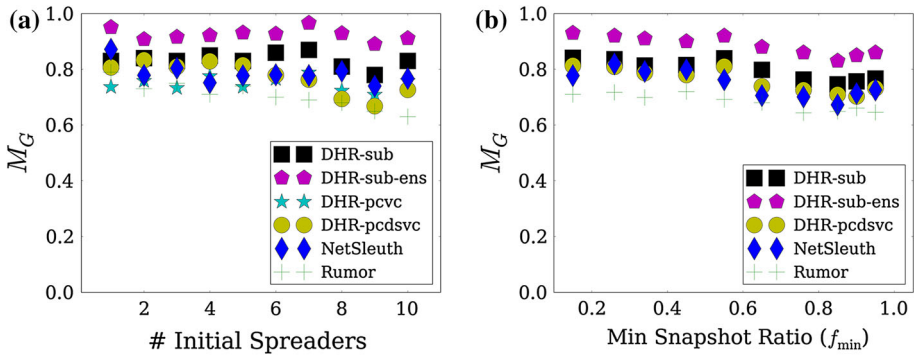 (a)
M_G
1.0
0.8
0.6
0.4
0.2
0.0
2 4 6 8 10
# Initial Spreaders
DHR-sub
DHR-sub-ens
DHR-pcvc
DHR-pcdsvc
NetSleuth
Rumor
(b)
M_G
1.0
0.8
0.6
0.4
0.2
0.0
0.2 0.4 0.6 0.8 1.0
Min Snapshot Ratio (f_min)
DHR-sub
DHR-sub-ens
DHR-pcdsvc
NetSleuth
Rumor